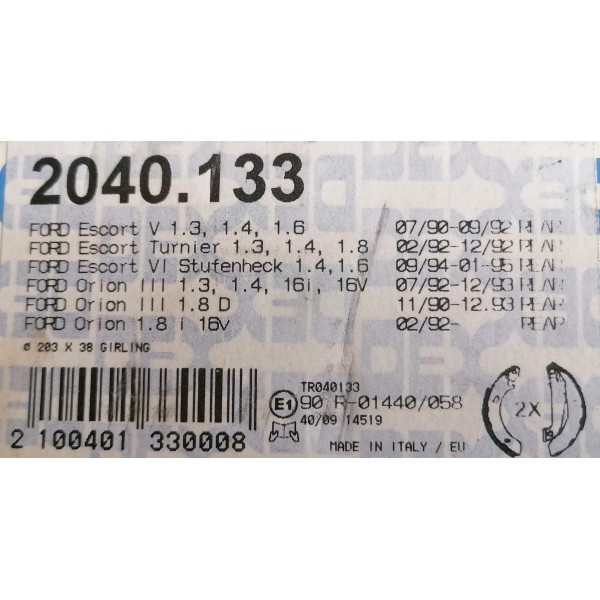 2040.133
FORD Escort V 1.3, 1.4, 1.6 07/90-09/92 REAR
FORD Escort Turnier 1.3, 1.4, 1.8 02/92-12/92 REAR
FORD Escort VI Stufenheck 1.4,1.6 09/94-01-95 REAR
FORD Orion III 1.3, 1.4, 16i, 16V 07/92-12/93 REAR
FORD Orion III 1.8 D 11/90-12.93 REAR
FORD Orion 1.8 i 16v 02/92- REAR
ø 203 X 38 GIRLING
TR040133
E1 90 R-01440/058
40/09 14519
2X
2 100401 330008
MADE IN ITALY / EU